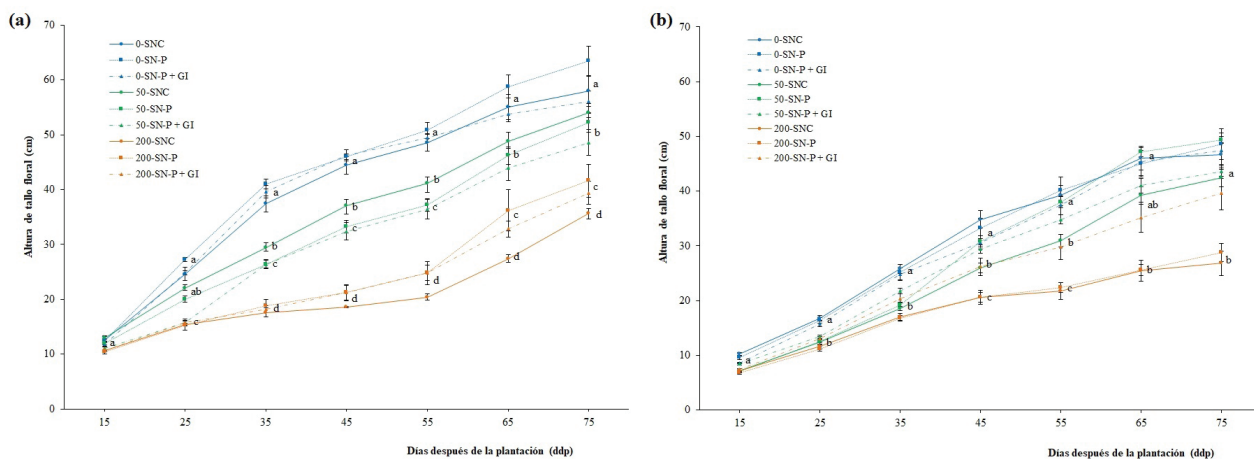 (a)
Altura de tallo floral (cm)
70
60
50
40
30
20
10
0
0-SNC
0-SN-P
0-SN-P + GI
50-SNC
50-SN-P
50-SN-P + GI
200-SNC
200-SN-P
200-SN-P + GI
a
a
ab
c
a
b
c
d
a
b
c
d
a
b
c
d
a
b
c
d
a
b
c
d
15 25 35 45 55 65 75
Días después de la plantación (ddp)
(b)
Altura de tallo floral (cm)
70
60
50
40
30
20
10
0
0-SNC
0-SN-P
0-SN-P + GI
50-SNC
50-SN-P
50-SN-P + GI
200-SNC
200-SN-P
200-SN-P + GI
a
a
b
a
b
a
b
c
a
b
c
a
ab
b
a
b
15 25 35 45 55 65 75
Días después de la plantación (ddp)